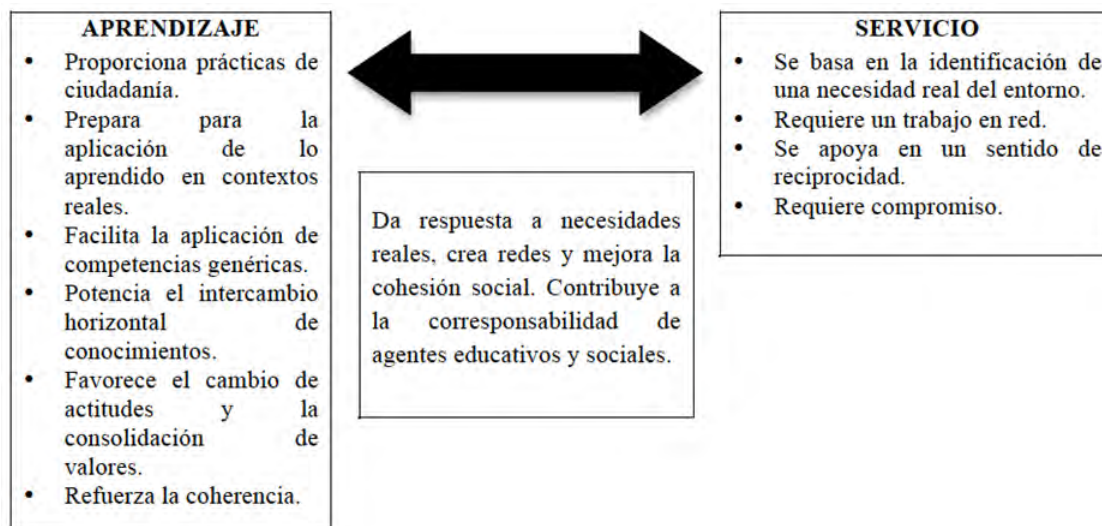 APRENDIZAJE
• Proporciona prácticas de
ciudadanía.
• Prepara para la
aplicación de lo
aprendido en contextos
reales.
• Facilita la aplicación de
competencias genéricas.
• Potencia el intercambio
horizontal de
conocimientos.
• Favorece el cambio de
actitudes y la
consolidación de
valores.
• Refuerza la coherencia.
Da respuesta a necesidades
reales, crea redes y mejora la
cohesión social. Contribuye a
la corresponsabilidad de
agentes educativos y sociales.
SERVICIO
• Se basa en la identificación de
una necesidad real del entorno.
• Requiere un trabajo en red.
• Se apoya en un sentido de
reciprocidad.
• Requiere compromiso.